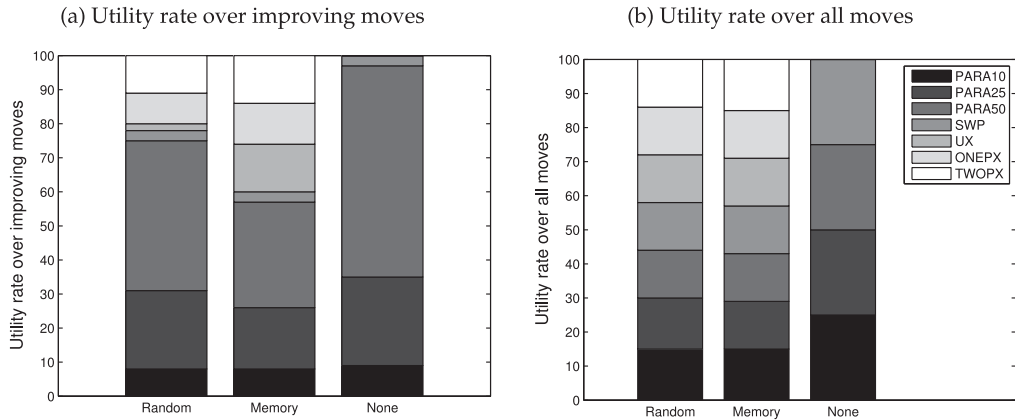 (a) Utility rate over improving moves
Utility rate over improving moves
100
90
80
70
60
50
40
30
20
10
0
Random
Memory
None
(b) Utility rate over all moves
Utility rate over all moves
100
90
80
70
60
50
40
30
20
10
0
Random
Memory
None
PARA10
PARA25
PARA50
SWP
UX
ONEPX
TWOPX